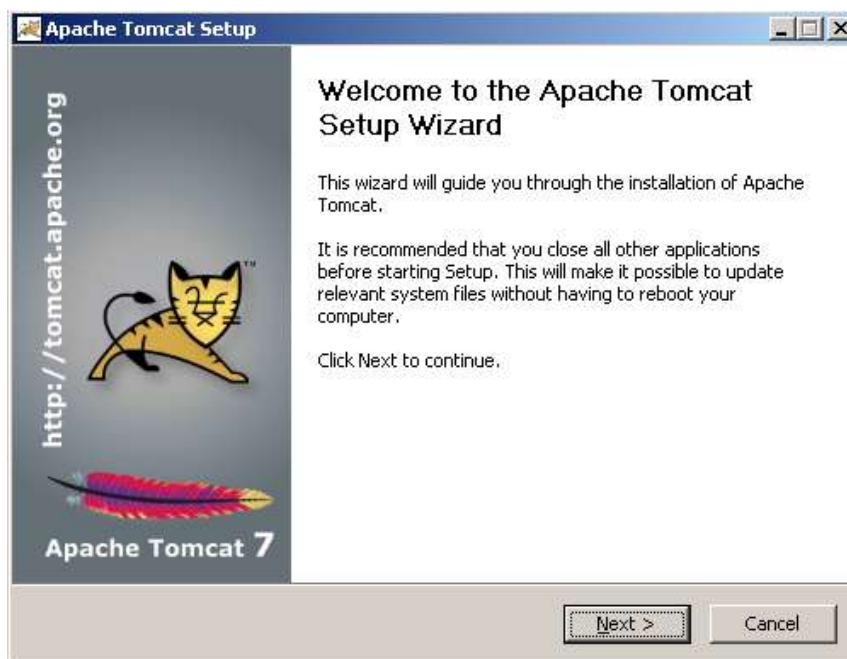 Apache Tomcat Setup
http://tomcat.apache.org
TM
Apache Tomcat 7
Welcome to the Apache Tomcat
Setup Wizard
This wizard will guide you through the installation of Apache
Tomcat.
It is recommended that you close all other applications
before starting Setup. This will make it possible to update
relevant system files without having to reboot your
computer.
Click Next to continue.
Next >
Cancel